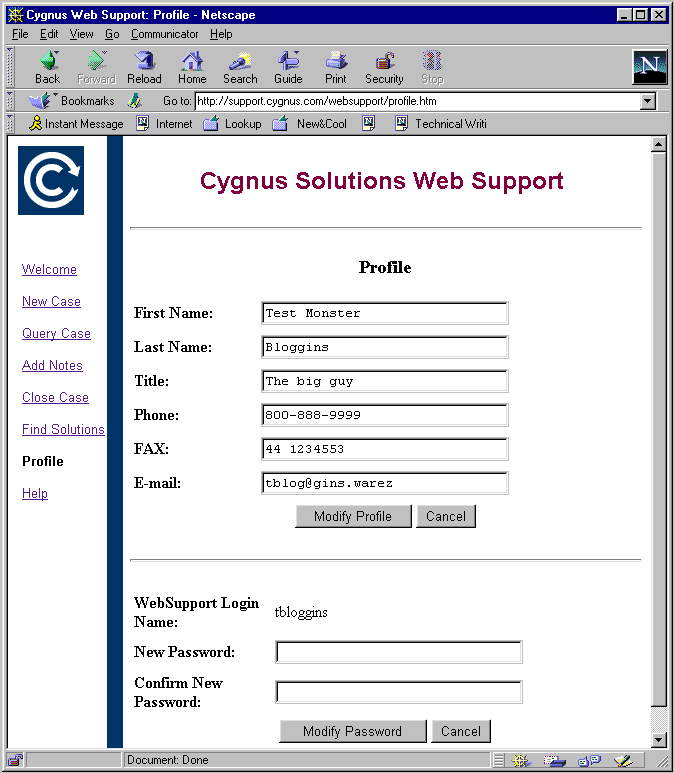 Cygnus Web Support: Profile - Netscape
File Edit View Go Communicator Help
Back Forward Reload Home Search Guide Print Security Stop
N
Bookmarks Go to: http://support.cygnus.com/websupport/profile.htm
Instant Message Internet Lookup New&Cool Technical Writi
Cygnus Solutions Web Support
Welcome
New Case
Query Case
Add Notes
Close Case
Find Solutions
Profile
Help
Profile
First Name: Test Monster
Last Name: Bloggins
Title: The big guy
Phone: 800-888-9999
FAX: 44 1234553
E-mail: tblog@gins.warez
Modify Profile Cancel
WebSupport Login
Name: tbloggins
New Password:
Confirm New
Password:
Modify Password Cancel
Document: Done